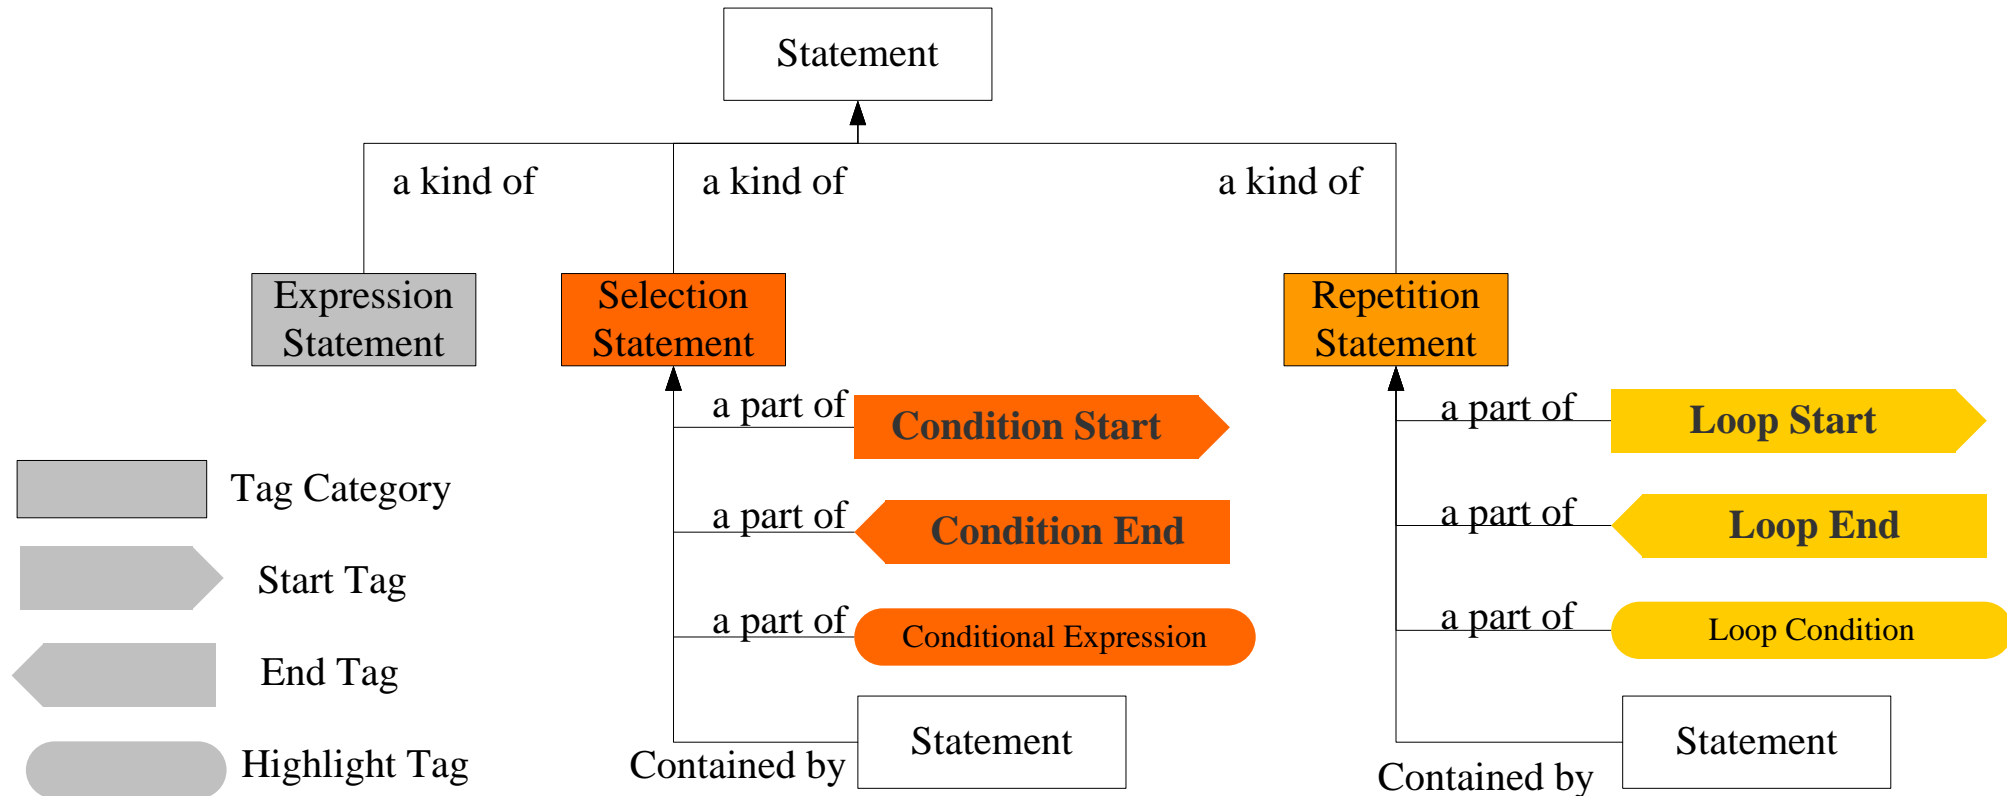 Statement
a kind of
a kind of
a kind of
Expression
Statement
Selection
Statement
Repetition
Statement
a part of
Condition Start
a part of
Loop Start
Tag Category
a part of
Condition End
a part of
Loop End
Start Tag
a part of
Conditional Expression
a part of
Loop Condition
End Tag
Statement
Statement
Highlight Tag
Contained by
Contained by